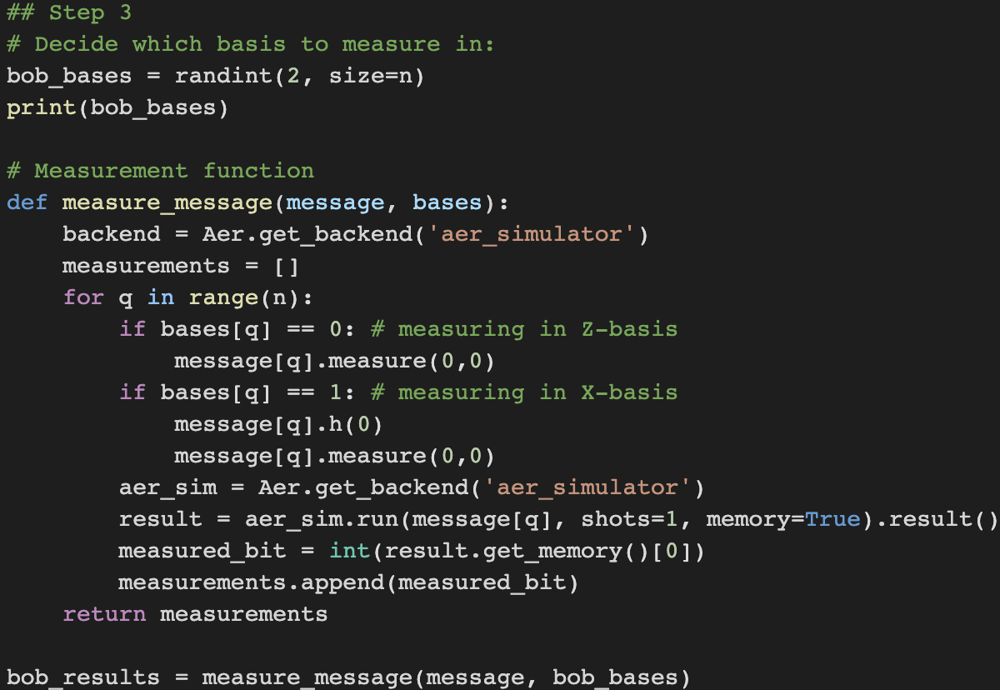 ## Step 3
# Decide which basis to measure in:
bob_bases = randint(2, size=n)
print(bob_bases)

# Measurement function
def measure_message(message, bases):
    backend = Aer.get_backend('aer_simulator')
    measurements = []
    for q in range(n):
        if bases[q] == 0: # measuring in Z-basis
            message[q].measure(0,0)
        if bases[q] == 1: # measuring in X-basis
            message[q].h(0)
            message[q].measure(0,0)
        aer_sim = Aer.get_backend('aer_simulator')
        result = aer_sim.run(message[q], shots=1, memory=True).result()
        measured_bit = int(result.get_memory()[0])
        measurements.append(measured_bit)
    return measurements

bob_results = measure_message(message, bob_bases)